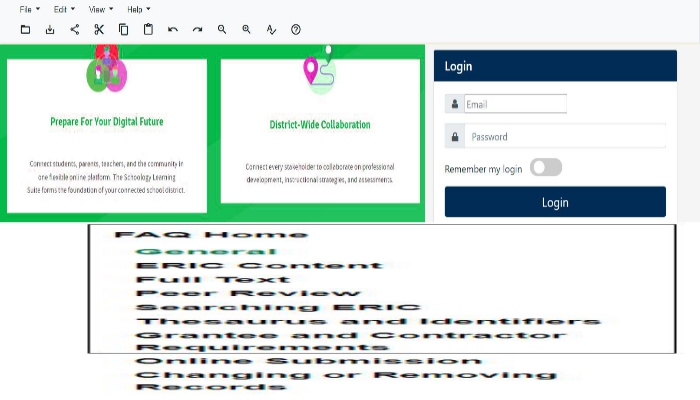 File Edit View Help
Prepare For Your Digital Future
Connect students, parents, teachers, and the community in
one flexible online platform. The Schoology Learning
Suite forms the foundation of your connected school district.
District-Wide Collaboration
Connect every stakeholder to collaborate on professional
development, instructional strategies, and assessments.
Login
Email
Password
Remember my login
Login
FAQ Home
General
ERIC Content
Full Text
Peer Review
Searching ERIC
Thesaurus and Identifiers
Grantee and Contractor
Requirements
Online Submission
Changing or Removing
Records